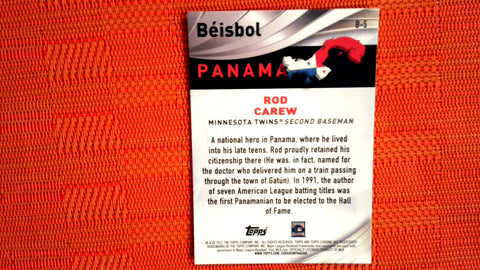 Béisbol
B-5
PANAMA
ROD
CAREW
MINNESOTA TWINS® SECOND BASEMAN
A national hero in Panama, where he lived
into his late teens, Rod proudly retained his
citizenship there (He was, in fact, named for
the doctor who delivered him on a train passing
through the town of Gatún). In 1991, the author
of seven American League batting titles was
the first Panamanian to be elected to the Hall
of Fame.
Topps